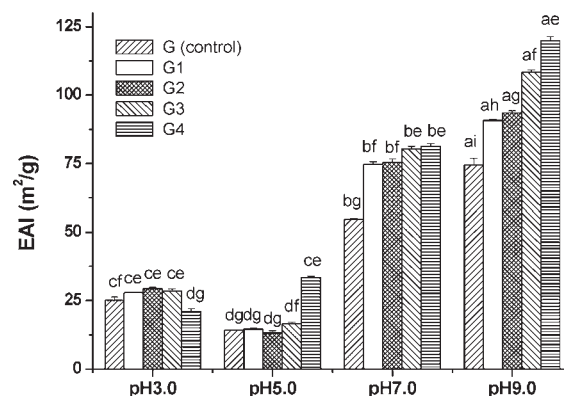 125
100
75
50
25
0
EAI (m²/g)
G (control)
G1
G2
G3
G4
cf ce ce ce dg
dg dg dg df ce
bg bf bf be be
ai ah ag af ae
pH3.0 pH5.0 pH7.0 pH9.0